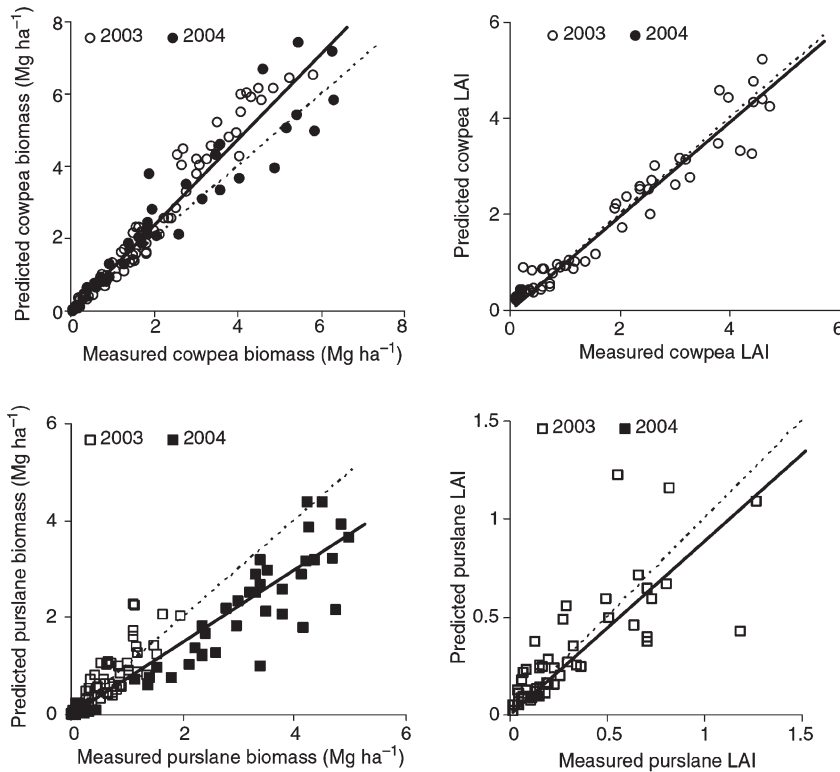 2003 2004
Predicted cowpea biomass (Mg ha−1)
8
6
4
2
0
0 2 4 6 8
Measured cowpea biomass (Mg ha−1)
2003 2004
Predicted cowpea LAI
6
4
2
0
0 2 4 6
Measured cowpea LAI
2003 2004
Predicted purslane biomass (Mg ha−1)
6
4
2
0
0 2 4 6
Measured purslane biomass (Mg ha−1)
2003 2004
Predicted purslane LAI
1.5
1
0.5
0
0 0.5 1 1.5
Measured purslane LAI